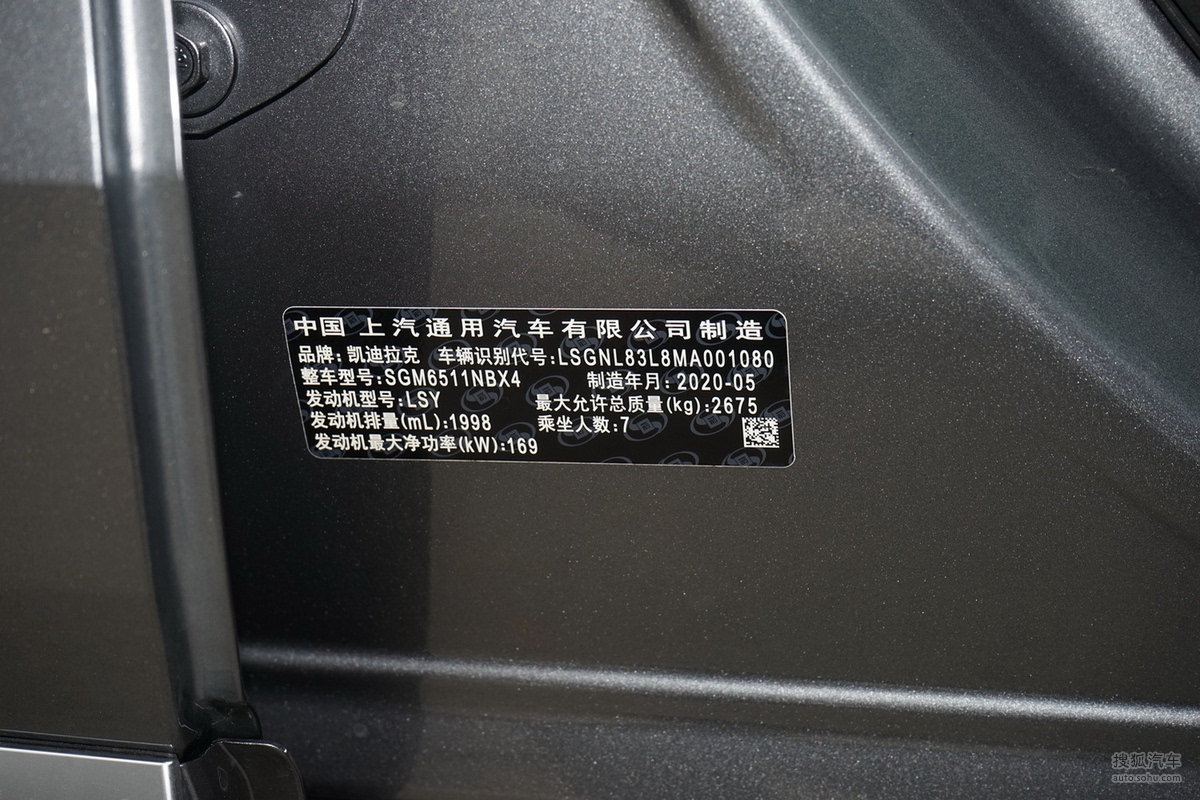 中国 上汽通用汽车有限公司制造
品牌:凯迪拉克 车辆识别代号:LSGNL83L8MA001080
整车型号:SGM6511NBX4 制造年月:2020-05
发动机型号:LSY 最大允许总质量(kg):2675
发动机排量(mL):1998 乘坐人数:7
发动机最大净功率(kW):169
搜狐汽车
auto.sohu.com